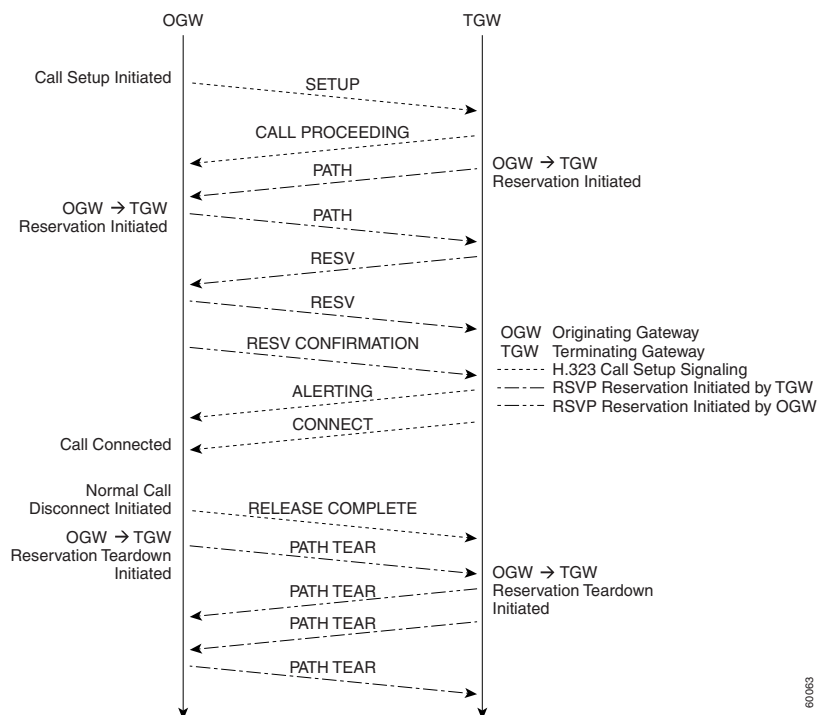 OGW
TGW
Call Setup Initiated
SETUP
CALL PROCEEDING
PATH
OGW → TGW
Reservation Initiated
OGW → TGW
Reservation Initiated
PATH
RESV
RESV
RESV CONFIRMATION
OGW Originating Gateway
TGW Terminating Gateway
H.323 Call Setup Signaling
RSVP Reservation Initiated by TGW
RSVP Reservation Initiated by OGW
ALERTING
CONNECT
Call Connected
Normal Call
Disconnect Initiated
RELEASE COMPLETE
OGW → TGW
Reservation Teardown
Initiated
PATH TEAR
OGW → TGW
Reservation Teardown
Initiated
PATH TEAR
PATH TEAR
PATH TEAR
60063